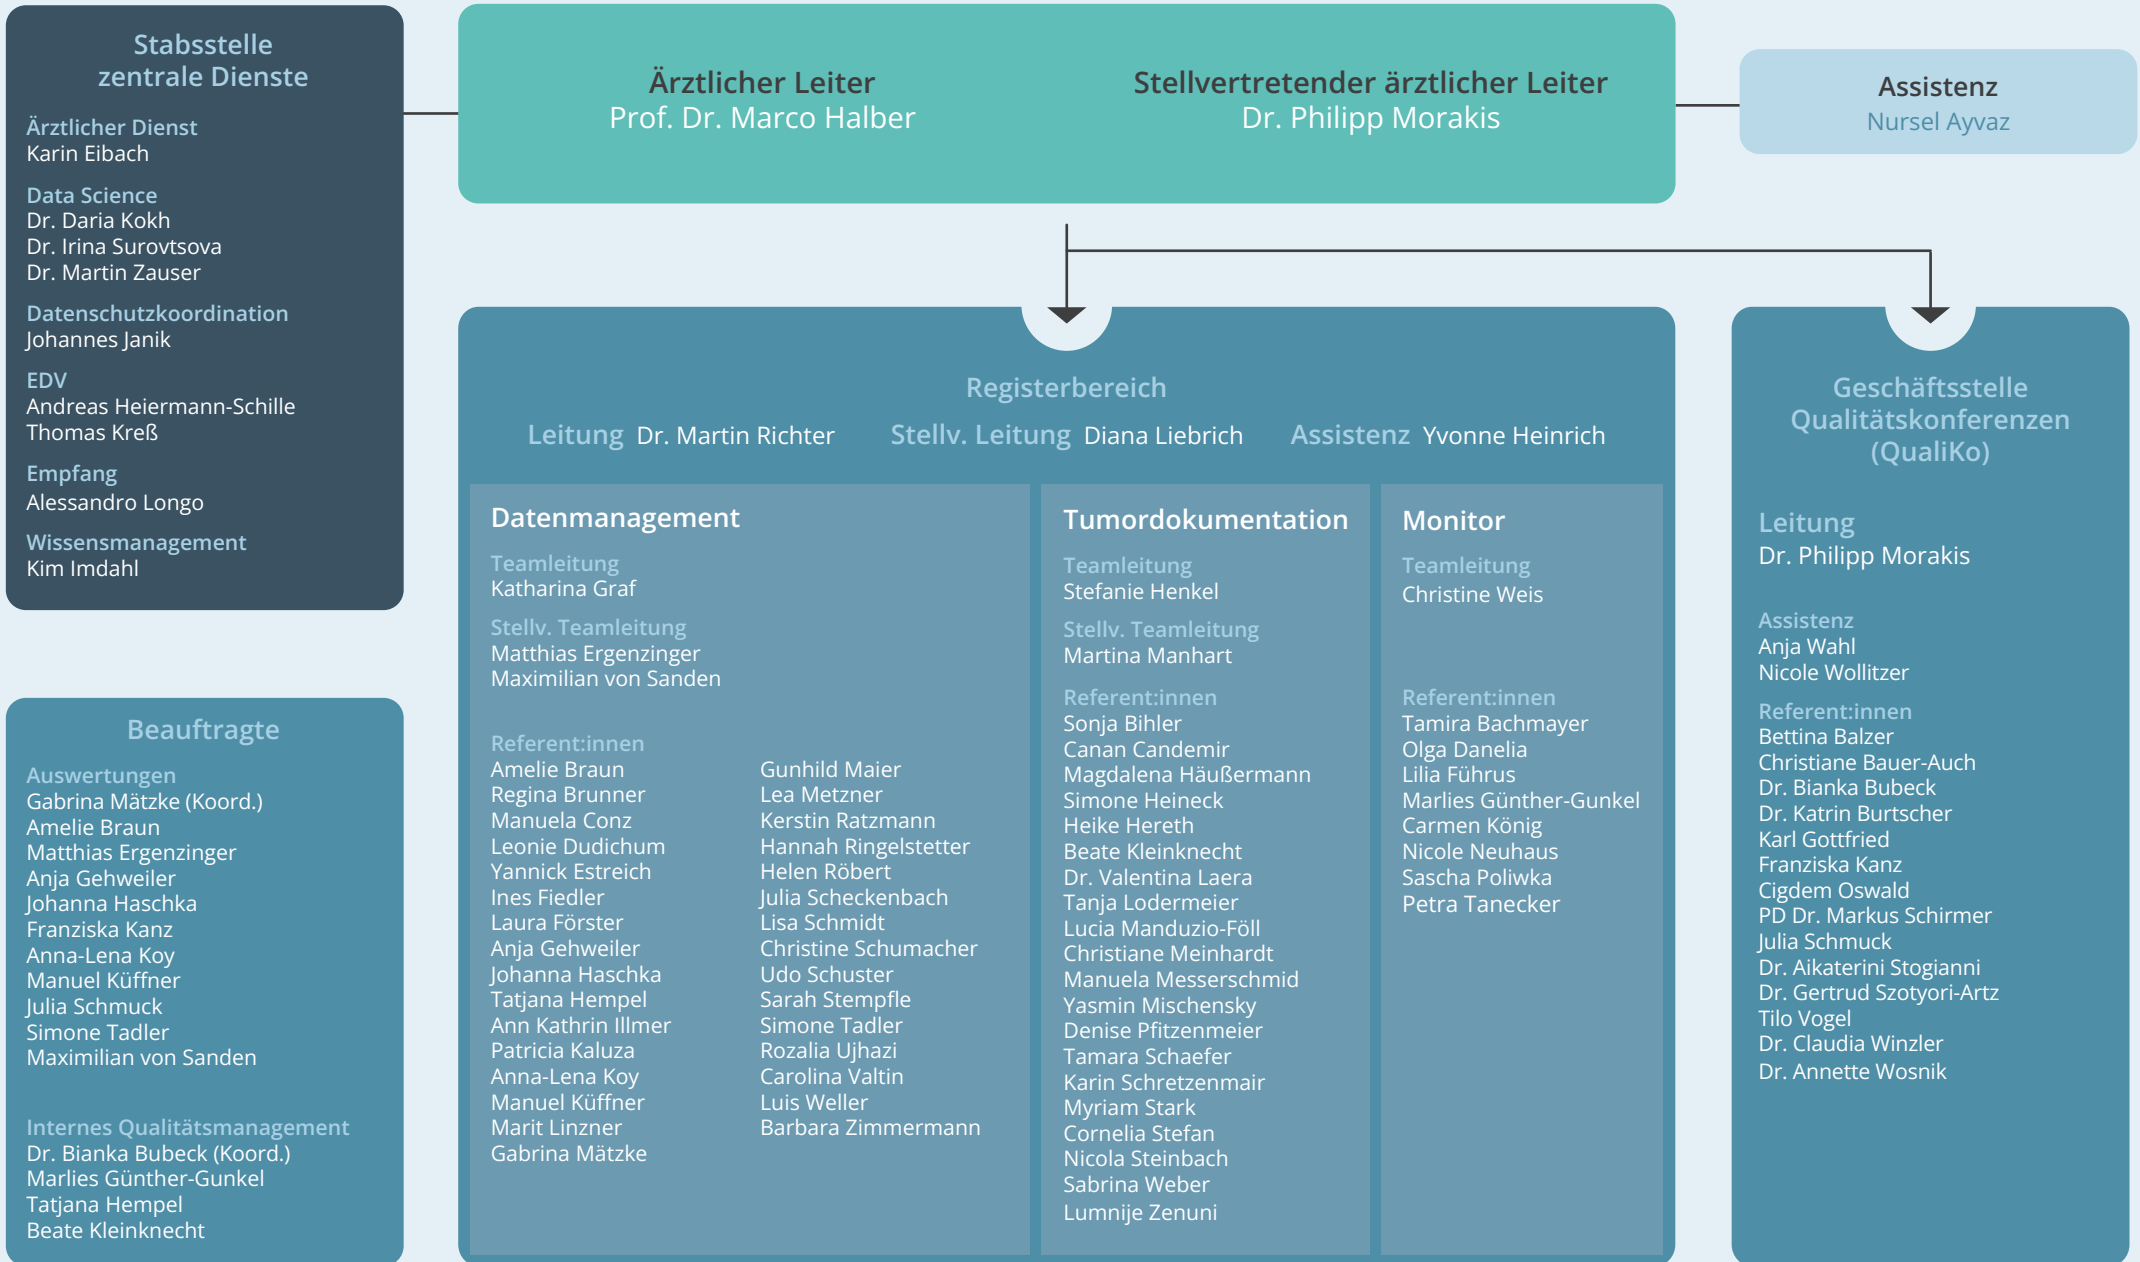 Stabsstelle
zentrale Dienste
Ärztlicher Dienst
Karin Eibach
Data Science
Dr. Daria Kokh
Dr. Irina Surovtsova
Dr. Martin Zauser
Datenschutzkoordination
Johannes Janik
EDV
Andreas Heiermann-Schille
Thomas Kreß
Empfang
Alessandro Longo
Wissensmanagement
Kim Imdahl
Ärztlicher Leiter
Prof. Dr. Marco Halber
Stellvertretender ärztlicher Leiter
Dr. Philipp Morakis
Assistenz
Nursel Ayvaz
Beauftragte
Auswertungen
Gabrina Mätzke (Koord.)
Amelie Braun
Matthias Ergenzinger
Anja Gehweiler
Johanna Haschka
Franziska Kanz
Anna-Lena Koy
Manuel Küffner
Julia Schmuck
Simone Tadler
Maximilian von Sanden
Internes Qualitätsmanagement
Dr. Bianka Bubeck (Koord.)
Marlies Günther-Gunkel
Tatjana Hempel
Beate Kleinknecht
Registerbereich
Leitung Dr. Martin Richter Stellv. Leitung Diana Liebrich Assistenz Yvonne Heinrich
Datenmanagement
Teamleitung
Katharina Graf
Stellv. Teamleitung
Matthias Ergenzinger
Maximilian von Sanden
Referent:innen
Amelie Braun
Regina Brunner
Manuela Conz
Leonie Dudichum
Yannick Estreich
Ines Fiedler
Laura Förster
Anja Gehweiler
Johanna Haschka
Tatjana Hempel
Ann Kathrin Illmer
Patricia Kaluza
Anna-Lena Koy
Manuel Küffner
Marit Linzner
Gabrina Mätzke
Gunhild Maier
Lea Metzner
Kerstin Ratzmann
Hannah Ringelstetter
Helen Röbert
Julia Scheckenbach
Lisa Schmidt
Christine Schumacher
Udo Schuster
Sarah Stempfle
Simone Tadler
Rozalia Ujhazi
Carolina Valtin
Luis Weller
Barbara Zimmermann
Tumordokumentation
Teamleitung
Stefanie Henkel
Stellv. Teamleitung
Martina Manhart
Referent:innen
Sonja Bihler
Canan Candemir
Magdalena Häußermann
Simone Heineck
Heike Hereth
Beate Kleinknecht
Dr. Valentina Laera
Tanja Lodermeier
Lucia Manduzio-Föll
Christiane Meinhardt
Manuela Messerschmid
Yasmin Mischensky
Denise Pfitzenmeier
Tamara Schaefer
Karin Schretzenmair
Myriam Stark
Cornelia Stefan
Nicola Steinbach
Sabrina Weber
Lumnije Zenuni
Monitor
Teamleitung
Christine Weis
Referent:innen
Tamira Bachmayer
Olga Danelia
Lilia Führus
Marlies Günther-Gunkel
Carmen König
Nicole Neuhaus
Sascha Poliwka
Petra Tanecker
Geschäftsstelle
Qualitätskonferenzen
(QualiKo)
Leitung
Dr. Philipp Morakis
Assistenz
Anja Wahl
Nicole Wollitzer
Referent:innen
Bettina Balzer
Christiane Bauer-Auch
Dr. Bianka Bubeck
Dr. Katrin Burtscher
Karl Gottfried
Franziska Kanz
Cigdem Oswald
PD Dr. Markus Schirmer
Julia Schmuck
Dr. Aikaterini Stogianni
Dr. Gertrud Szotyori-Artz
Tilo Vogel
Dr. Claudia Winzler
Dr. Annette Wosnik